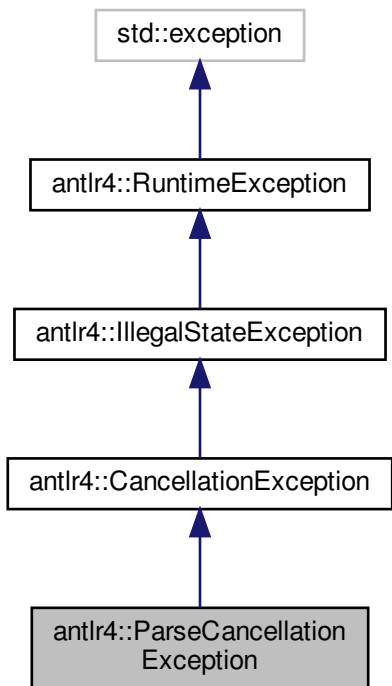 std::exception
antlr4::RuntimeException
antlr4::IllegalStateException
antlr4::CancellationException
antlr4::ParseCancellation
Exception